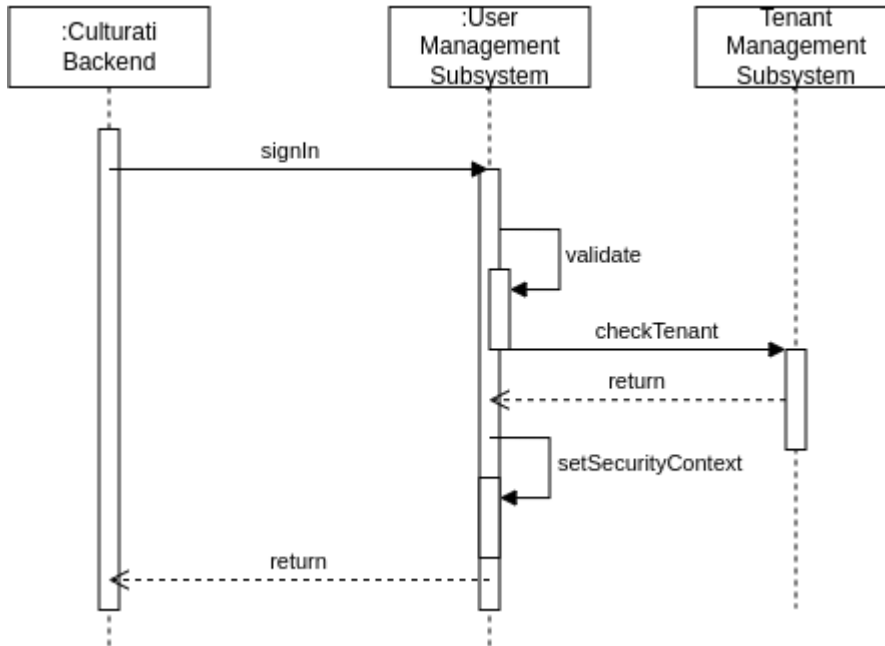 :Culturati
Backend
:User
Management
Subsystem
Tenant
Management
Subsystem
signIn
validate
checkTenant
return
setSecurityContext
return